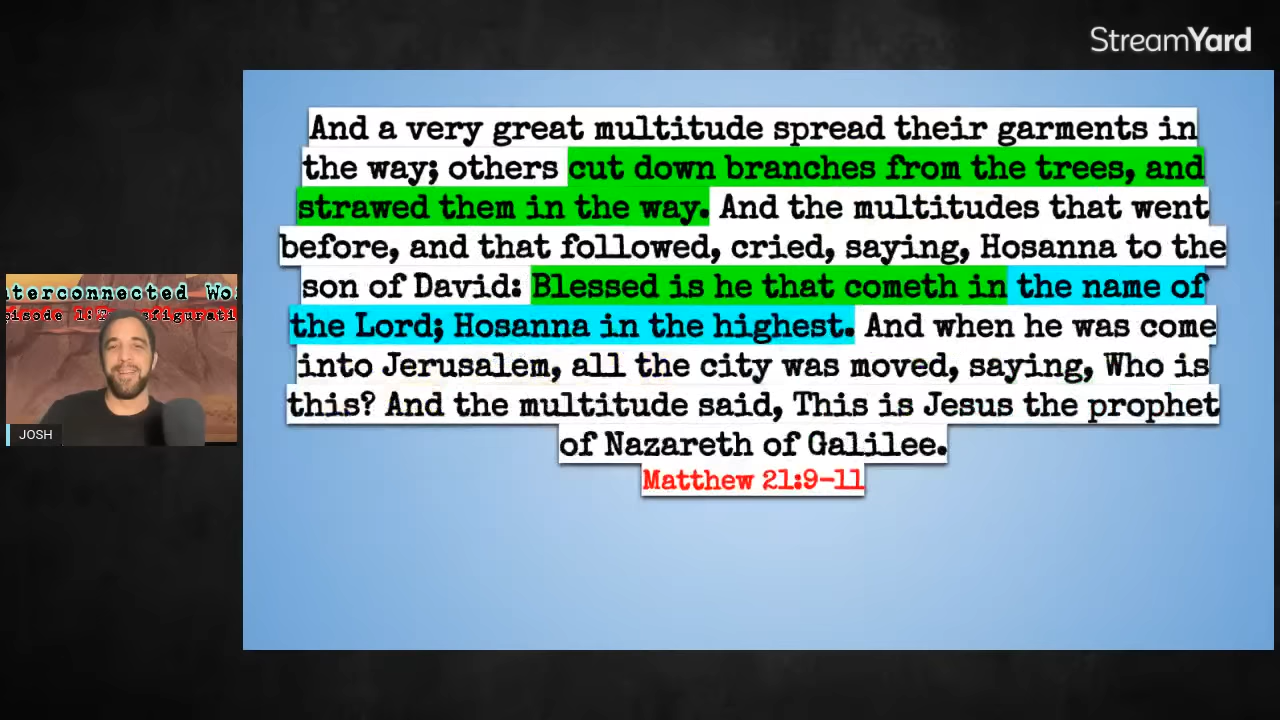 StreamYard
And a very great multitude spread their garments in
the way; others cut down branches from the trees, and
strawed them in the way. And the multitudes that went
before, and that followed, cried, saying, Hosanna to the
son of David: Blessed is he that cometh in the name of
the Lord; Hosanna in the highest. And when he was come
into Jerusalem, all the city was moved, saying, Who is
this? And the multitude said, This is Jesus the prophet
of Nazareth of Galilee.
Matthew 21:9-11
nterconnected Wo
JOSH